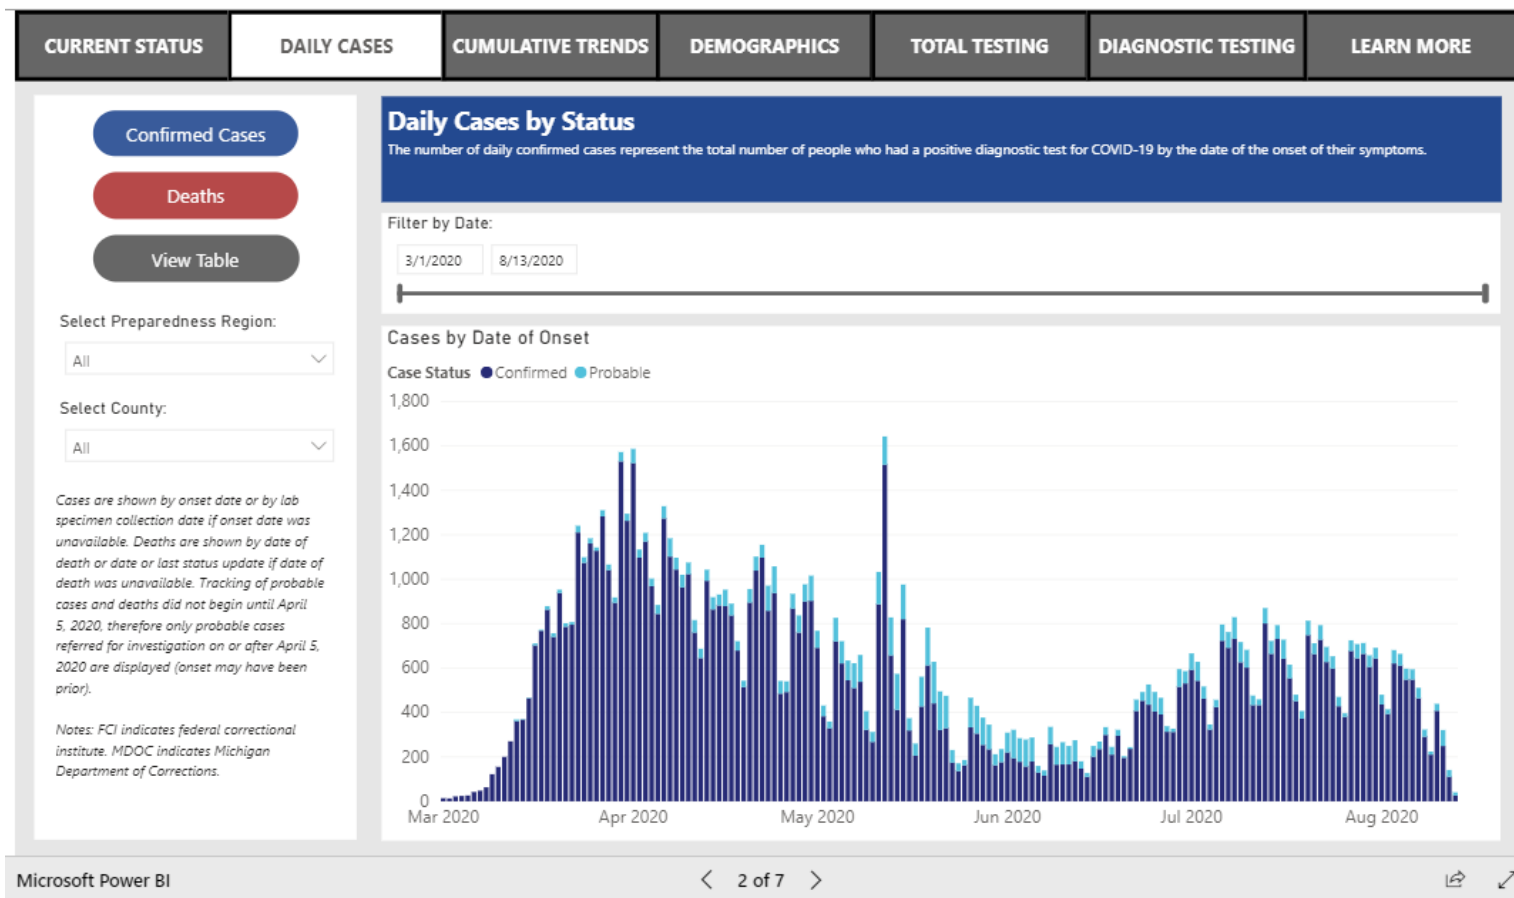 CURRENT STATUS
DAILY CASES
CUMULATIVE TRENDS
DEMOGRAPHICS
TOTAL TESTING
DIAGNOSTIC TESTING
LEARN MORE
Confirmed Cases
Deaths
View Table
Select Preparedness Region:
All
Select County:
All
Cases are shown by onset date or by lab
specimen collection date if onset date was
unavailable. Deaths are shown by date of
death or date or last status update if date of
death was unavailable. Tracking of probable
cases and deaths did not begin until April
5, 2020, therefore only probable cases
referred for investigation on or after April 5,
2020 are displayed (onset may have been
prior).
Notes: FCI indicates federal correctional
institute. MDOC indicates Michigan
Department of Corrections.
Daily Cases by Status
The number of daily confirmed cases represent the total number of people who had a positive diagnostic test for COVID-19 by the date of the onset of their symptoms.
Filter by Date:
3/1/2020 8/13/2020
Cases by Date of Onset
Case Status Confirmed Probable
1,800
1,600
1,400
1,200
1,000
800
600
400
200
0
Mar 2020 Apr 2020 May 2020 Jun 2020 Jul 2020 Aug 2020
Microsoft Power BI
2 of 7